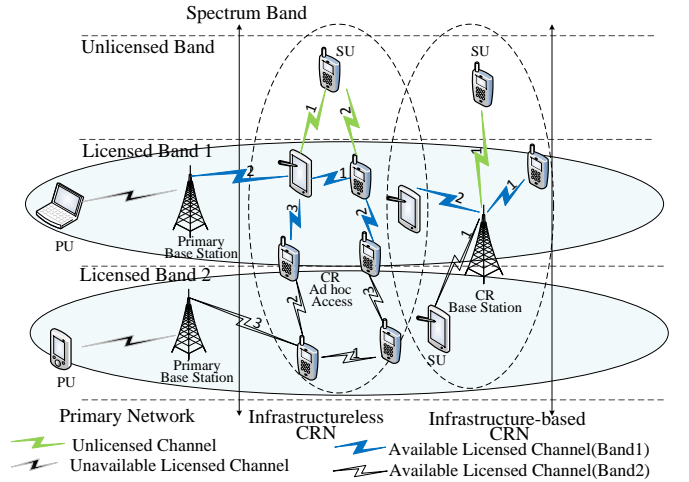 Spectrum Band
Unlicensed Band
SU
SU
1
2
1
Licensed Band 1
2
1
2
1
3
2
1
PU
Primary
Base Station
CR
Ad hoc
Access
CR
Base Station
Licensed Band 2
2
3
3
1
PU
Primary
Base Station
SU
Primary Network
Infrastructureless
CRN
Infrastructure-based
CRN
Unlicensed Channel
Unavailable Licensed Channel
Available Licensed Channel(Band1)
Available Licensed Channel(Band2)